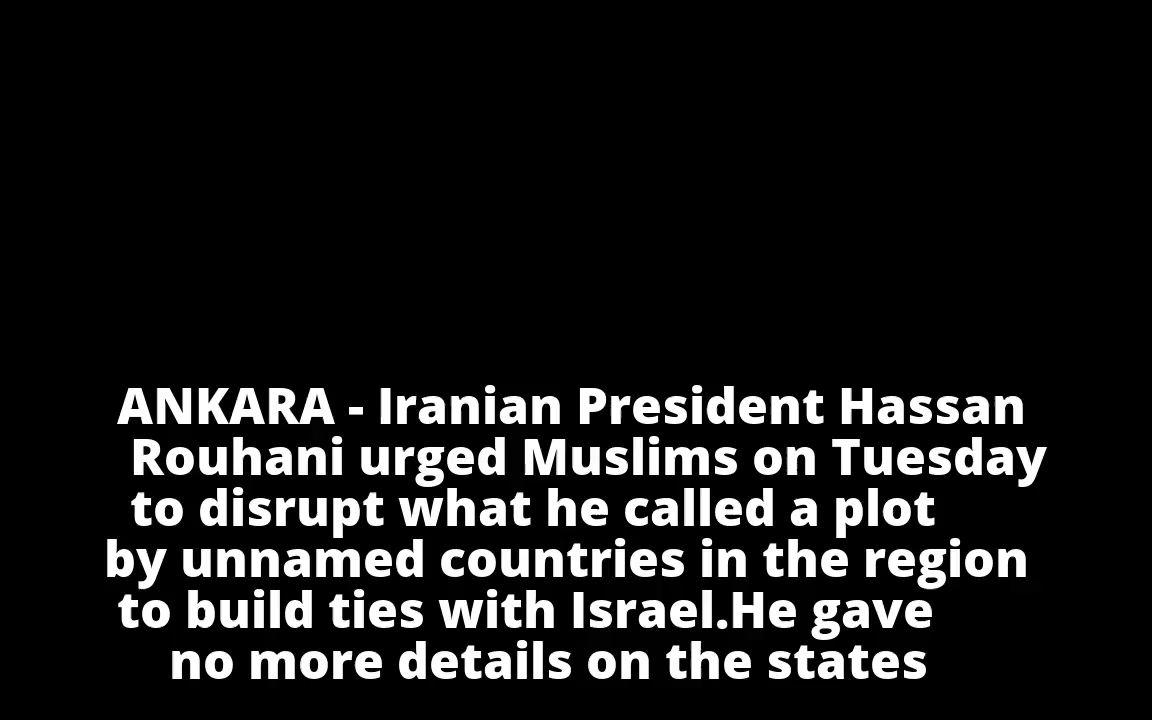 ANKARA - Iranian President Hassan
Rouhani urged Muslims on Tuesday
to disrupt what he called a plot
by unnamed countries in the region
to build ties with Israel.He gave
no more details on the states